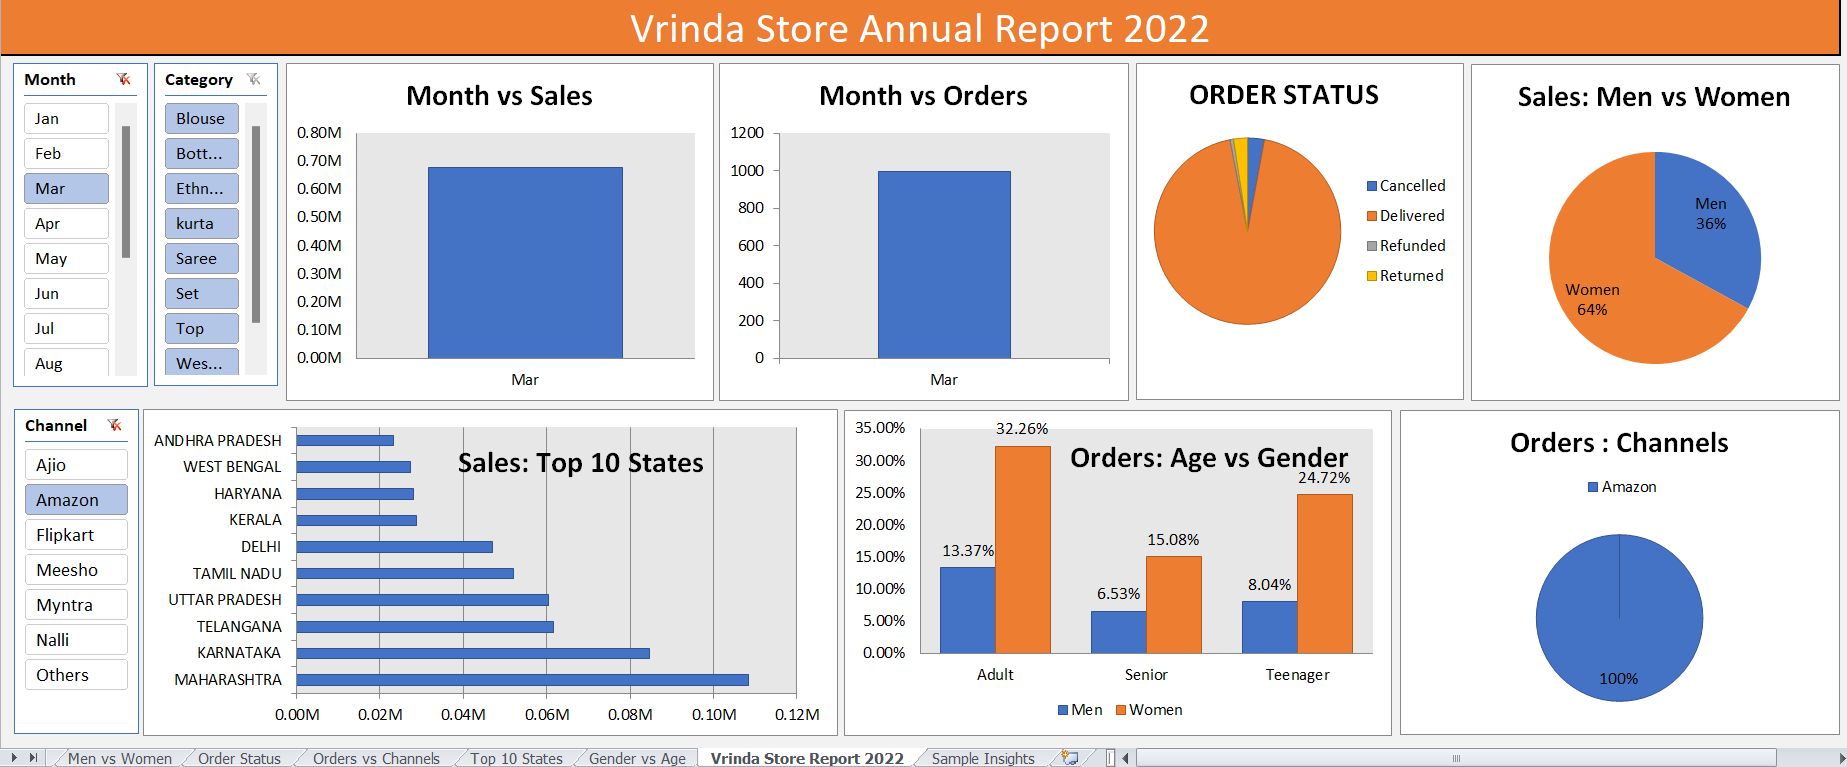 Vrinda Store Annual Report 2022
Month
Jan
Feb
Mar
Apr
May
Jun
Jul
Aug
Category
Blouse
Bott...
Ethn...
kurta
Saree
Set
Top
Wes...
Month vs Sales
0.80M
0.70M
0.60M
0.50M
0.40M
0.30M
0.20M
0.10M
0.00M
Mar
Month vs Orders
1200
1000
800
600
400
200
0
Mar
ORDER STATUS
Cancelled
Delivered
Refunded
Returned
Sales: Men vs Women
Men
36%
Women
64%
Channel
Ajio
Amazon
Flipkart
Meesho
Myntra
Nalli
Others
Sales: Top 10 States
ANDHRA PRADESH
WEST BENGAL
HARYANA
KERALA
DELHI
TAMIL NADU
UTTAR PRADESH
TELANGANA
KARNATAKA
MAHARASHTRA
0.00M 0.02M 0.04M 0.06M 0.08M 0.10M 0.12M
Orders: Age vs Gender
35.00%
30.00%
25.00%
20.00%
15.00%
10.00%
5.00%
0.00%
13.37% 32.26%
6.53% 15.08%
8.04% 24.72%
Adult Senior Teenager
Men Women
Orders : Channels
Amazon
100%
Men vs Women Order Status Orders vs Channels Top 10 States Gender vs Age Vrinda Store Report 2022 Sample Insights